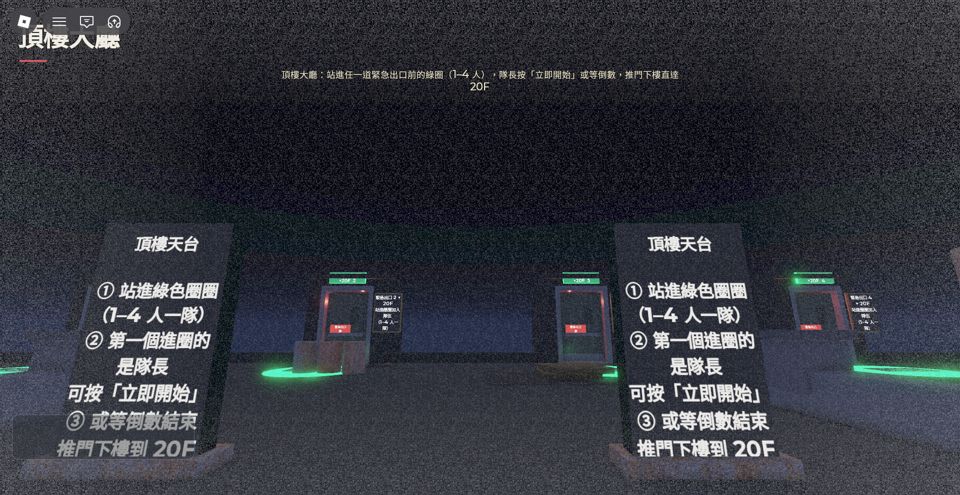 頂樓大廳
頂樓大廳：站進任一道緊急出口前的綠圈（1–4 人），隊長按「立即開始」或等倒數，推門下樓直達
20F
頂樓天台
① 站進綠色圈圈
（1–4 人一隊）
② 第一個進圈的
是隊長
可按「立即開始」
③ 或等倒數結束
推門下樓到 20F
頂樓天台
① 站進綠色圈圈
（1–4 人一隊）
② 第一個進圈的
是隊長
可按「立即開始」
③ 或等倒數結束
推門下樓到 20F